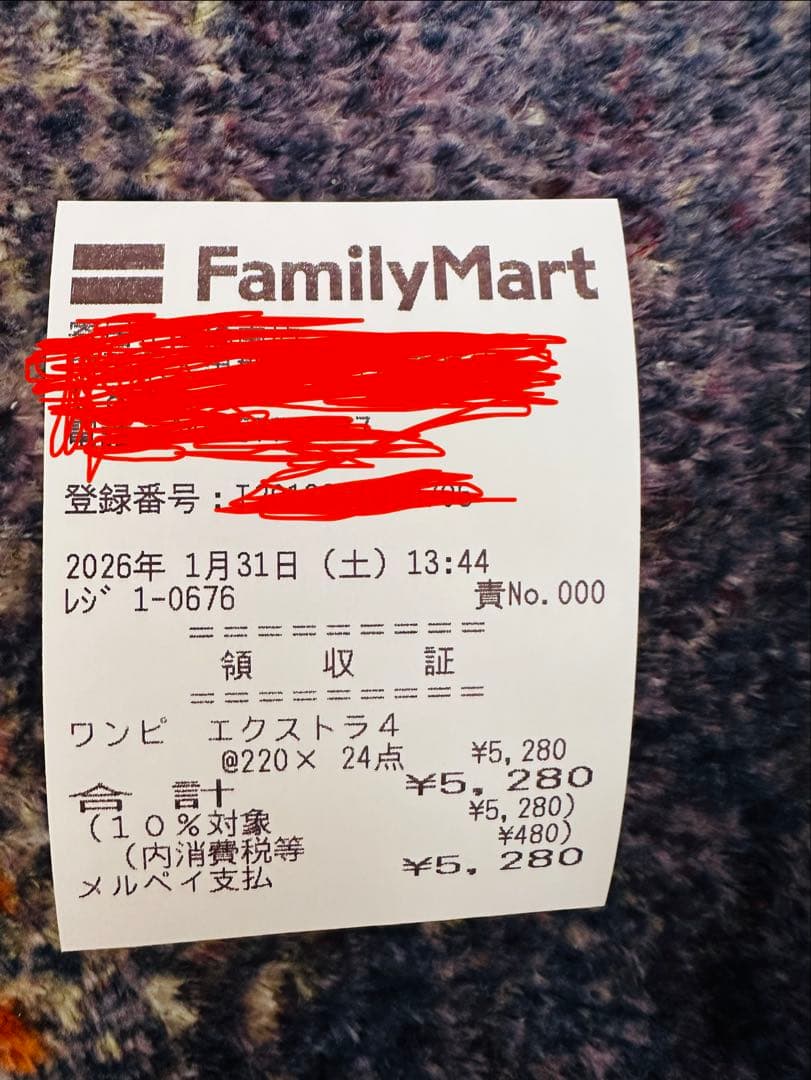 FamilyMart
登録番号:
2026年 1月31日(土)13:44
レジ 1-0676 責No.000
領 収 証
ワンピ エクストラ4
@220× 24点 ¥5,280
合 計 ¥5,280
(10%対象 ¥5,280)
(内消費税等 ¥480)
メルペイ支払 ¥5,280